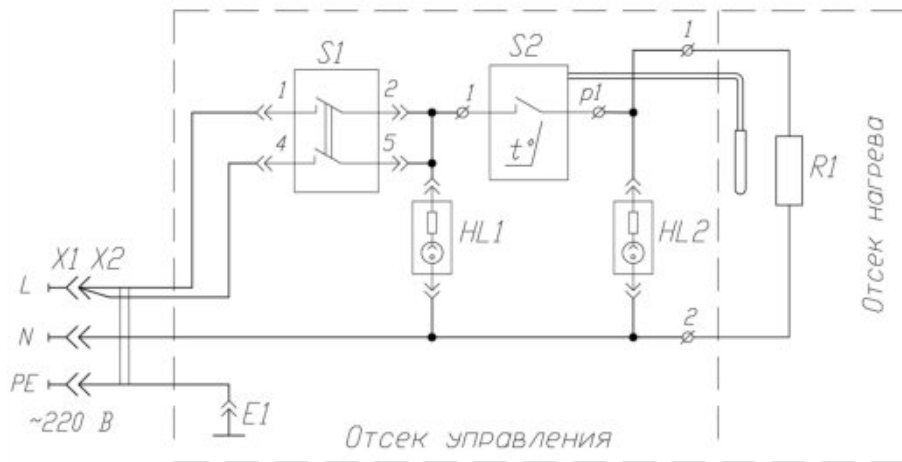 S1
S2
1
1
2
1
p1
4
5
t°
R1
HL1
HL2
X1 X2
L
N
2
PE
~220 В
E1
Отсек управления
Отсек нагрева